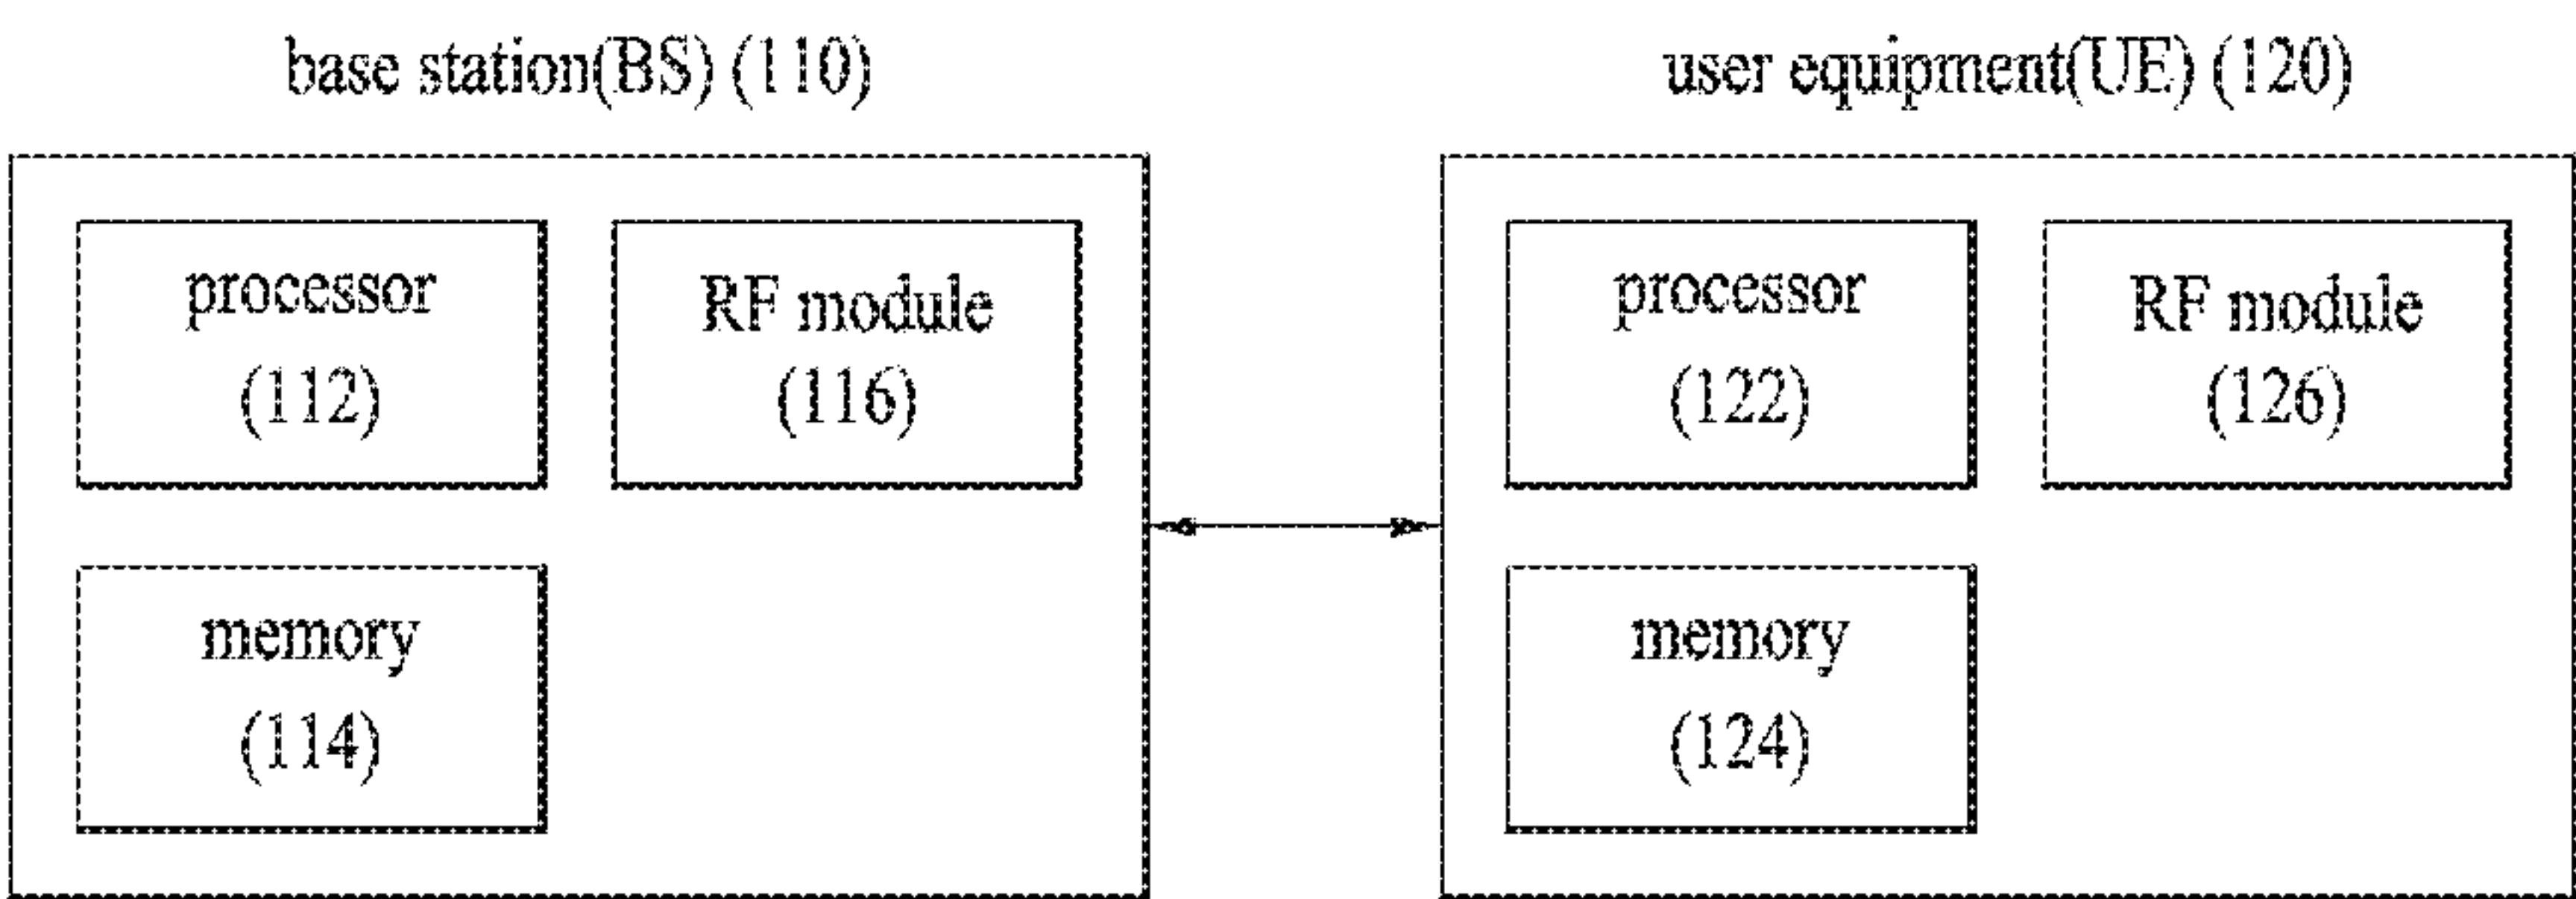 base station(BS) (110)
processor
(112)
RF module
(116)
memory
(114)
user equipment(UE) (120)
processor
(122)
RF module
(126)
memory
(124)